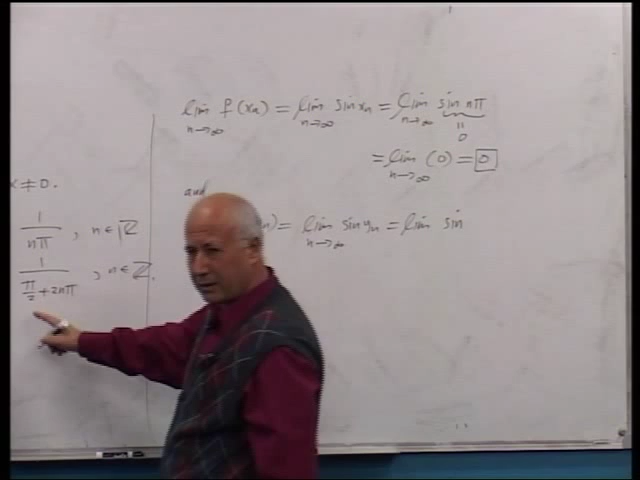 x ≠ 0.
1/(nπ) , n ∈ ℤ
1/(π/2 + 2nπ) , n ∈ ℤ.
lim n→∞ f(xn) = lim n→∞ sin xn = lim n→∞ sin nπ
"
0
= lim n→∞ (0) = 0
and
n) = lim n→∞ sin yn = lim sin